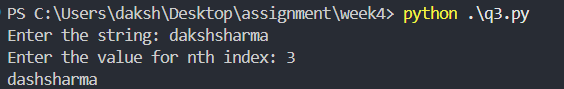 PS C:\Users\daksh\Desktop\assignment\week4> python .\q3.py
Enter the string: dakshsharma
Enter the value for nth index: 3
dashsharma